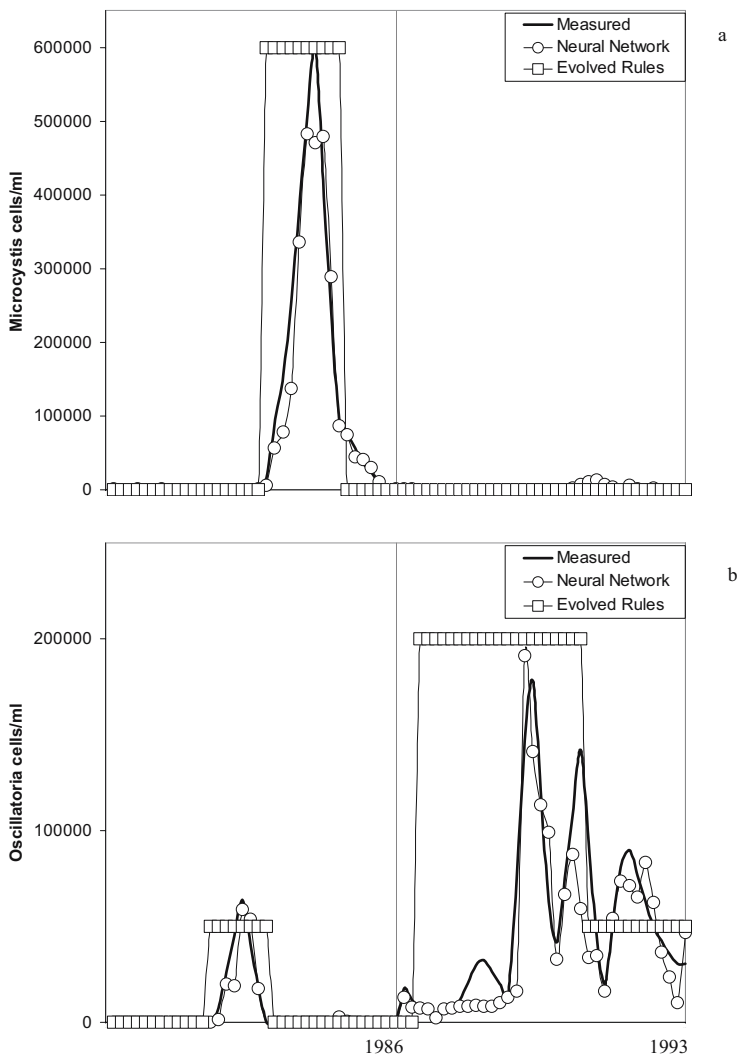 a
Measured
Neural Network
Evolved Rules
600000
500000
400000
300000
200000
100000
0
Microcystis cells/ml
b
Measured
Neural Network
Evolved Rules
200000
100000
0
Oscillatoria cells/ml
1986
1993